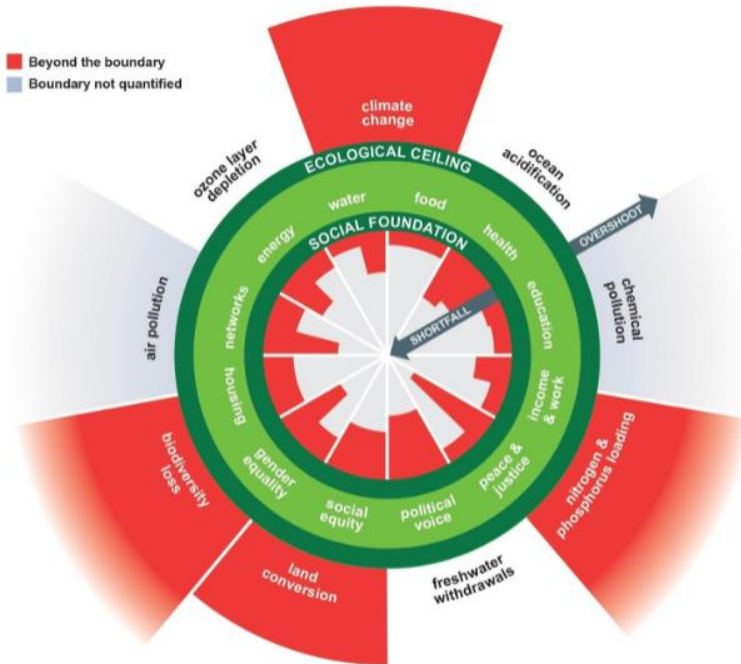 Beyond the boundary
Boundary not quantified
climate
change
ozone layer
depletion
ocean
acidification
ECOLOGICAL CEILING
OVERSHOOT
water
food
energy
health
SOCIAL FOUNDATION
SHORTFALL
networks
education
air pollution
chemical
pollution
housing
income
& work
gender
equality
peace &
justice
social
equity
political
voice
biodiversity
loss
nitrogen &
phosphorus loading
land
conversion
freshwater
withdrawals